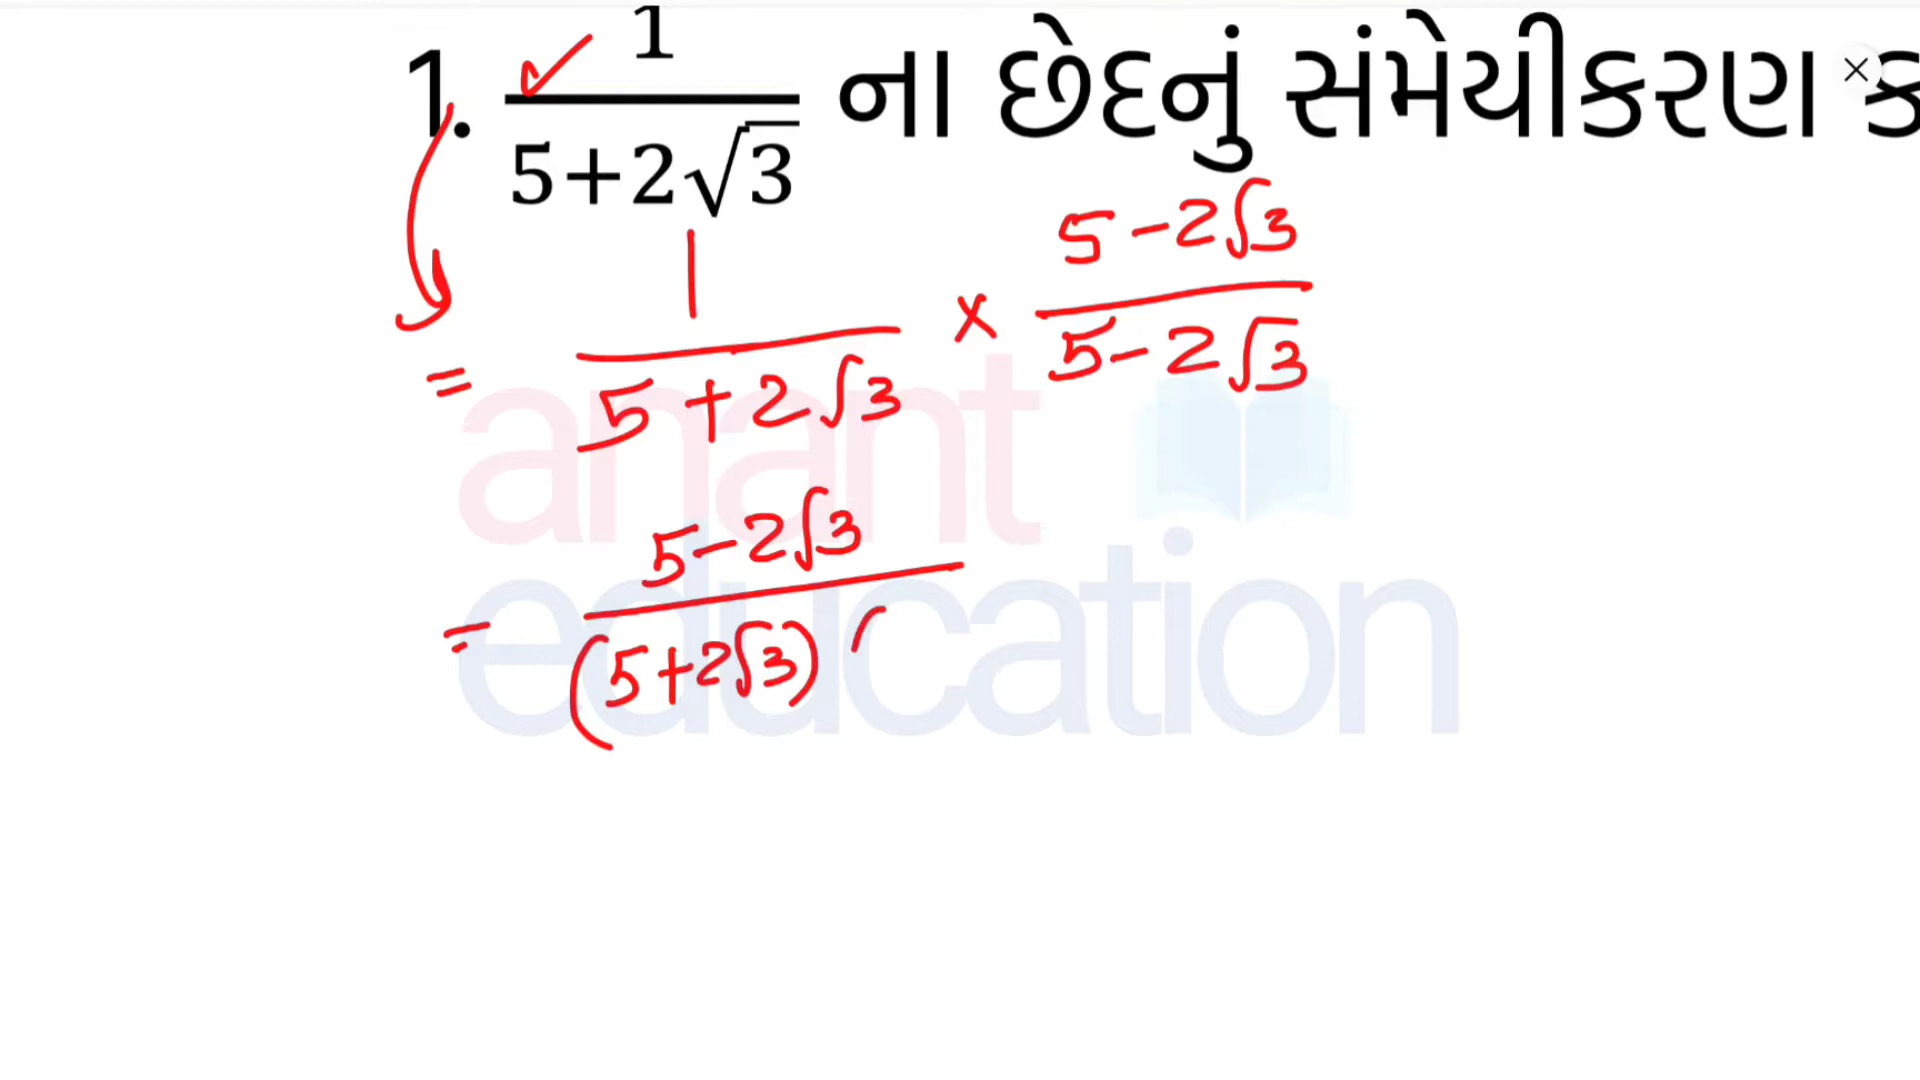 1. 1/(5+2√3) ના છેદનું સંમેયીકરણ ક
= 1/(5+2√3) × (5-2√3)/(5-2√3)
= (5-2√3)/((5+2√3)(
anant
education